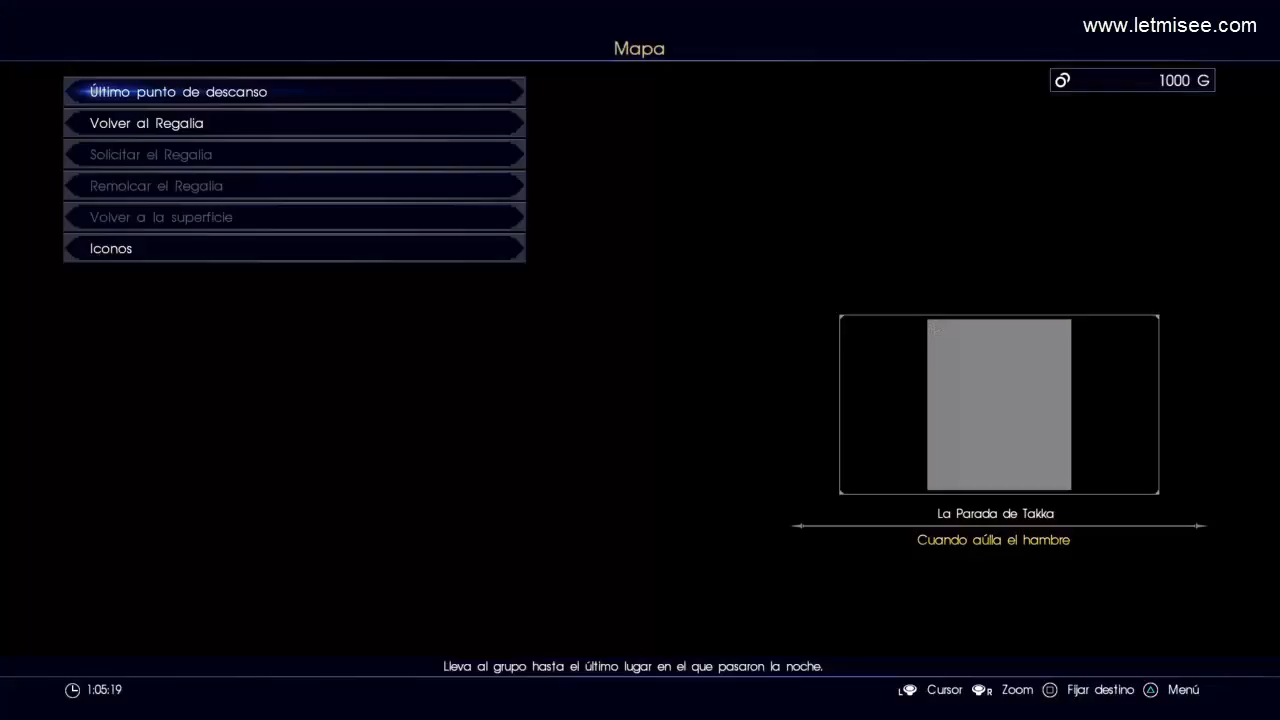 www.letmisee.com
Mapa
1000 G
Último punto de descanso
Volver al Regalia
Solicitar el Regalia
Remolcar el Regalia
Volver a la superficie
Iconos
La Parada de Takka
Cuando aúlla el hambre
Lleva al grupo hasta el último lugar en el que pasaron la noche.
1:05:19
L Cursor R Zoom Fijar destino Menú